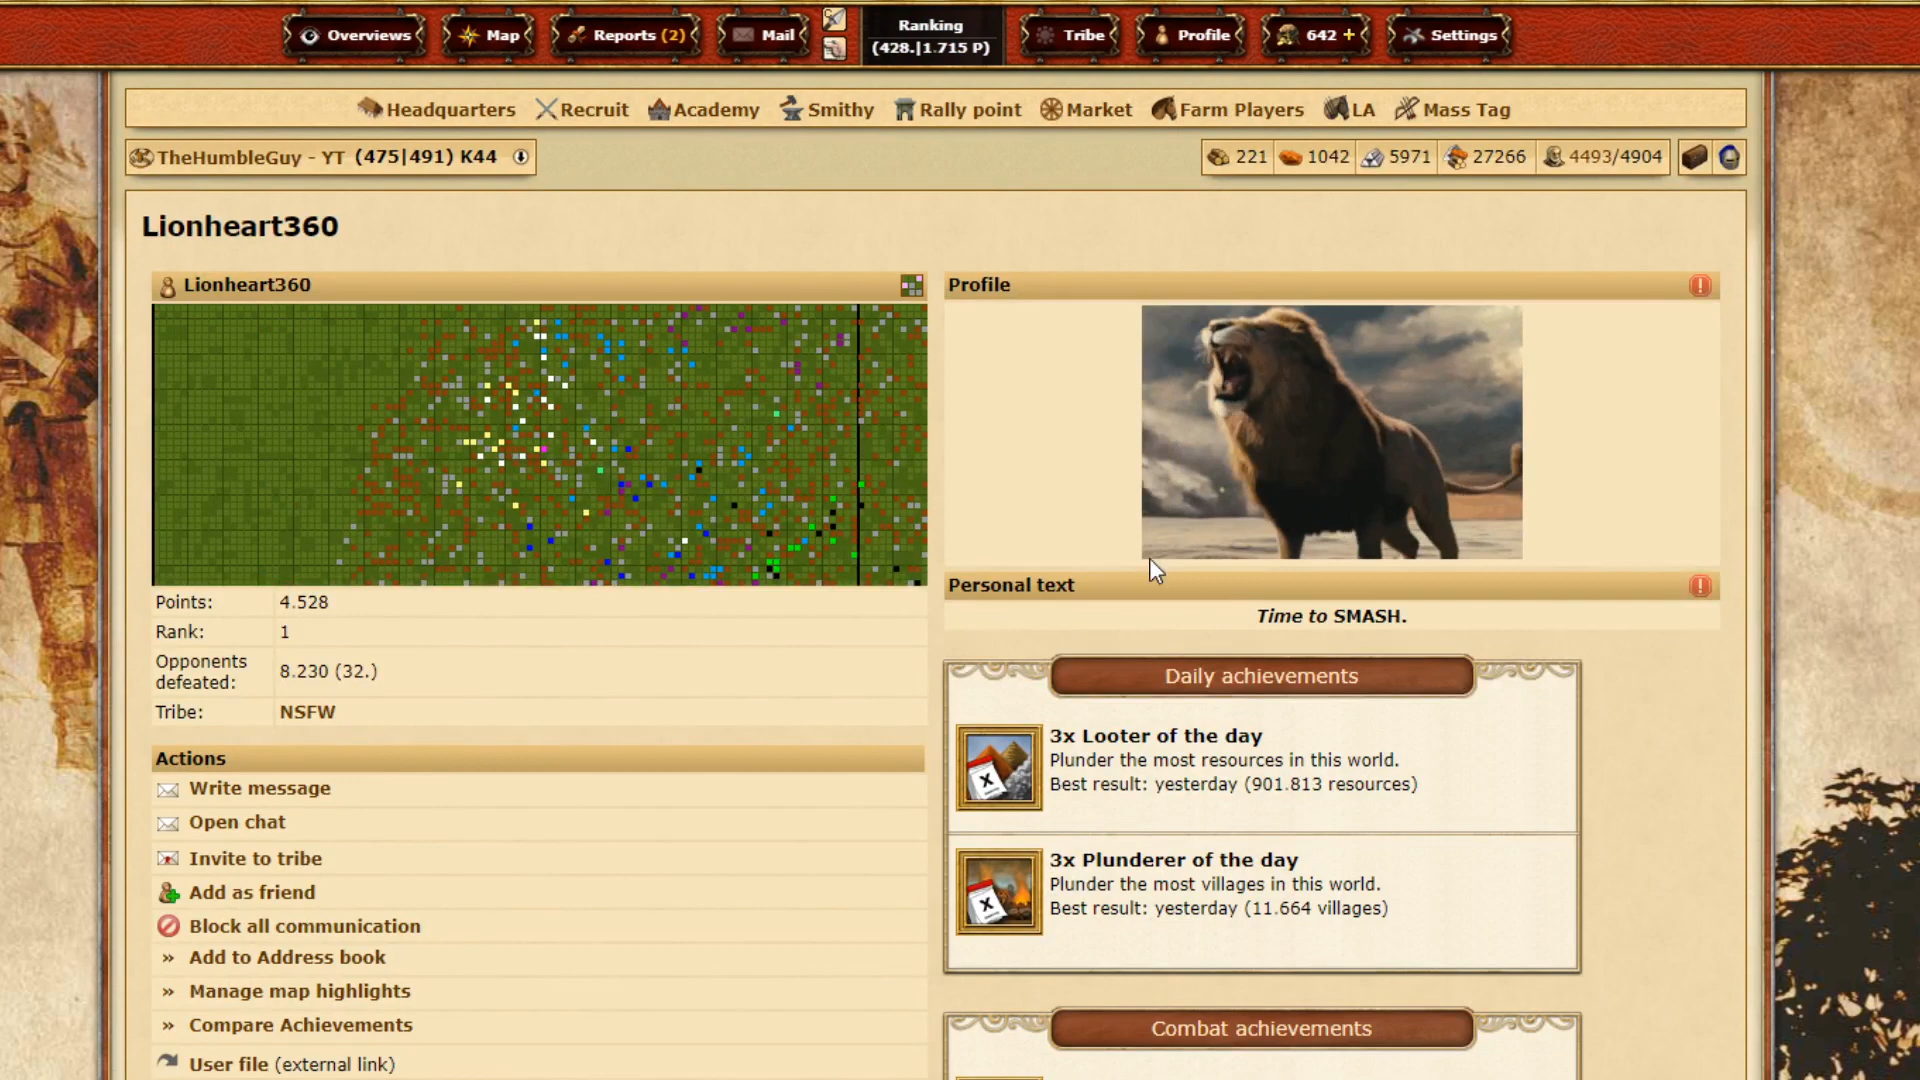 Overviews Map Reports (2) Mail Ranking (428.|1.715 P) Tribe Profile 642 + Settings
Headquarters Recruit Academy Smithy Rally point Market Farm Players LA Mass Tag
TheHumbleGuy - YT (475|491) K44 221 1042 5971 27266 4493/4904
Lionheart360
Lionheart360
Points: 4.528
Rank: 1
Opponents defeated: 8.230 (32.)
Tribe: NSFW
Actions
Write message
Open chat
Invite to tribe
Add as friend
Block all communication
» Add to Address book
» Manage map highlights
» Compare Achievements
User file (external link)
Profile
Personal text
Time to SMASH.
Daily achievements
3x Looter of the day
Plunder the most resources in this world.
Best result: yesterday (901.813 resources)
3x Plunderer of the day
Plunder the most villages in this world.
Best result: yesterday (11.664 villages)
Combat achievements